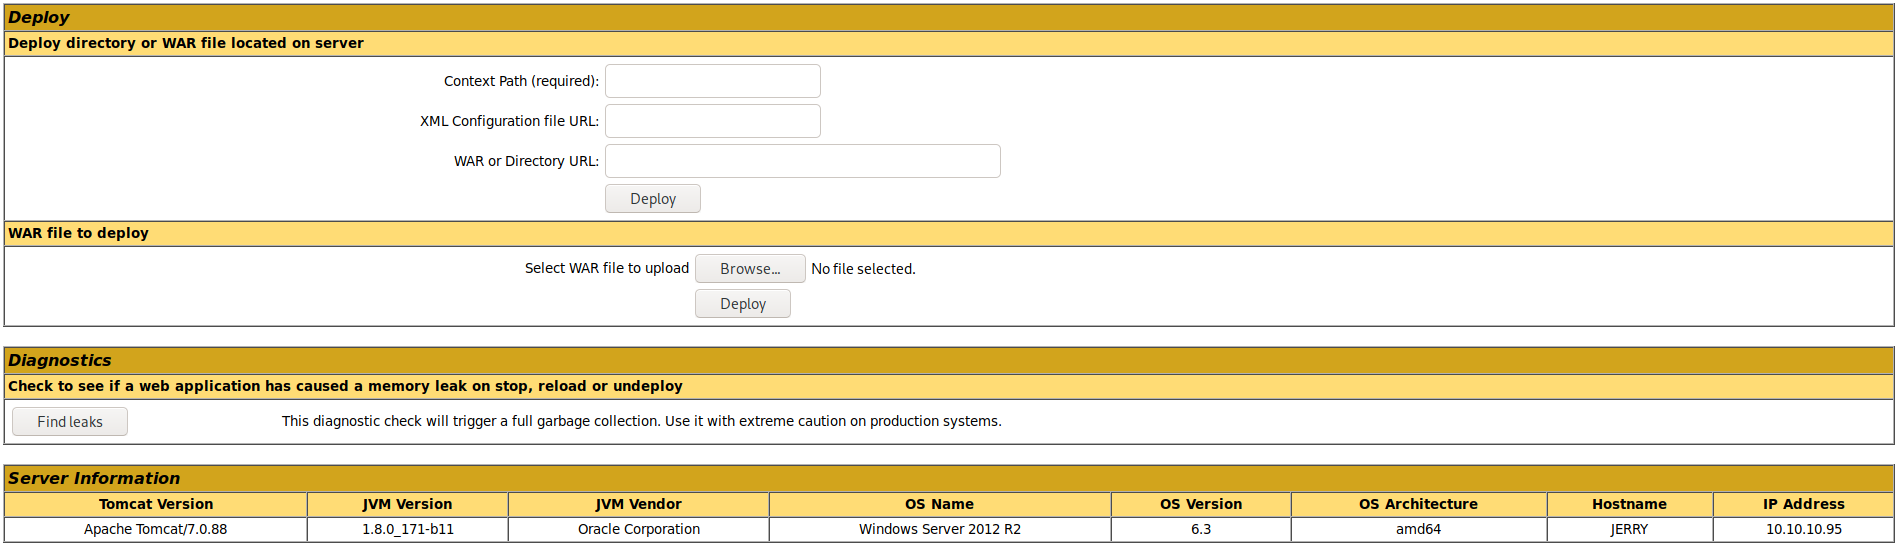 Deploy
Deploy directory or WAR file located on server
Context Path (required):
XML Configuration file URL:
WAR or Directory URL:
Deploy
WAR file to deploy
Select WAR file to upload Browse... No file selected.
Deploy
Diagnostics
Check to see if a web application has caused a memory leak on stop, reload or undeploy
Find leaks This diagnostic check will trigger a full garbage collection. Use it with extreme caution on production systems.
Server Information
Tomcat Version JVM Version JVM Vendor OS Name OS Version OS Architecture Hostname IP Address
Apache Tomcat/7.0.88 1.8.0_171-b11 Oracle Corporation Windows Server 2012 R2 6.3 amd64 JERRY 10.10.10.95